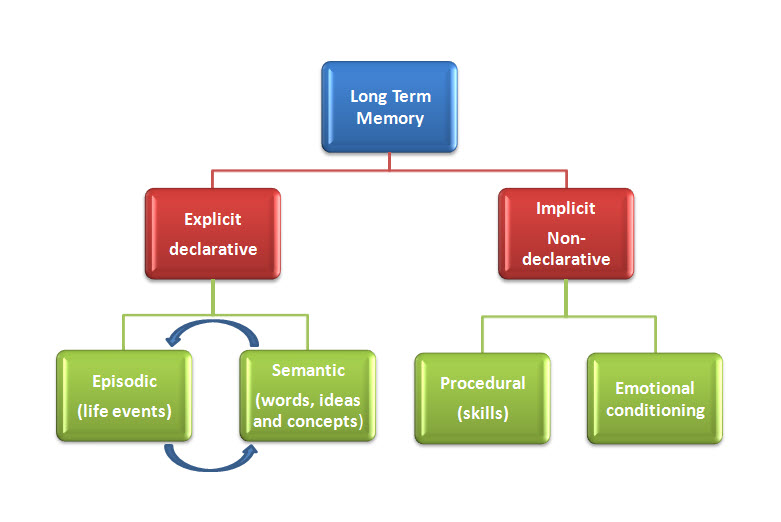 Long Term
Memory
Explicit
declarative
Implicit
Non-
declarative
Episodic
(life events)
Semantic
(words, ideas
and concepts)
Procedural
(skills)
Emotional
conditioning